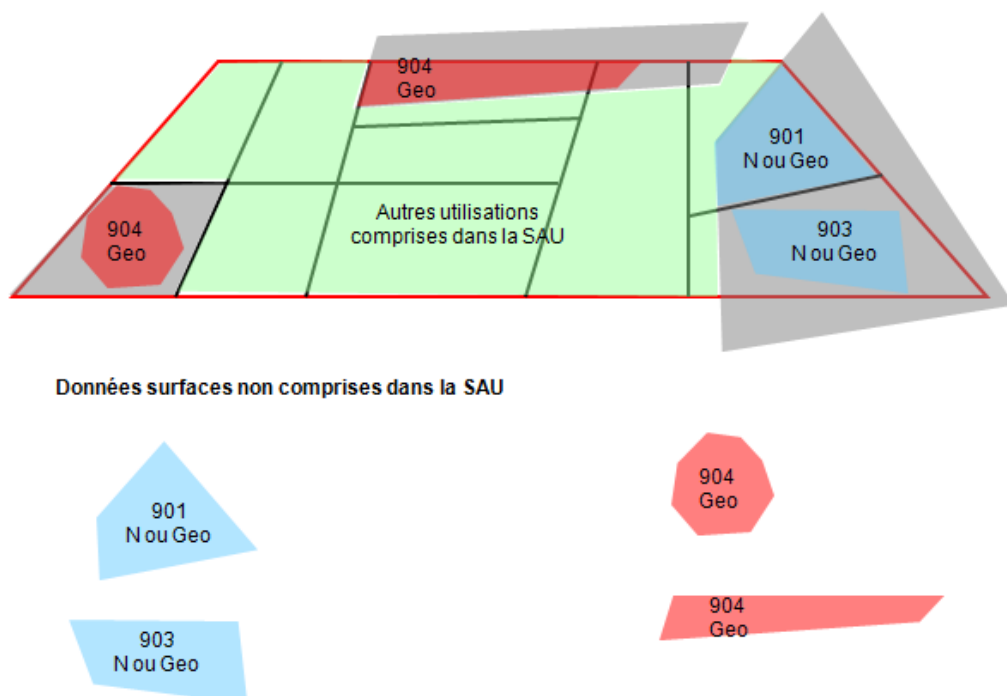 904
Geo
901
N ou Geo
904
Geo
Autres utilisations
comprises dans la SAU
903
N ou Geo
Données surfaces non comprises dans la SAU
901
N ou Geo
904
Geo
903
N ou Geo
904
Geo